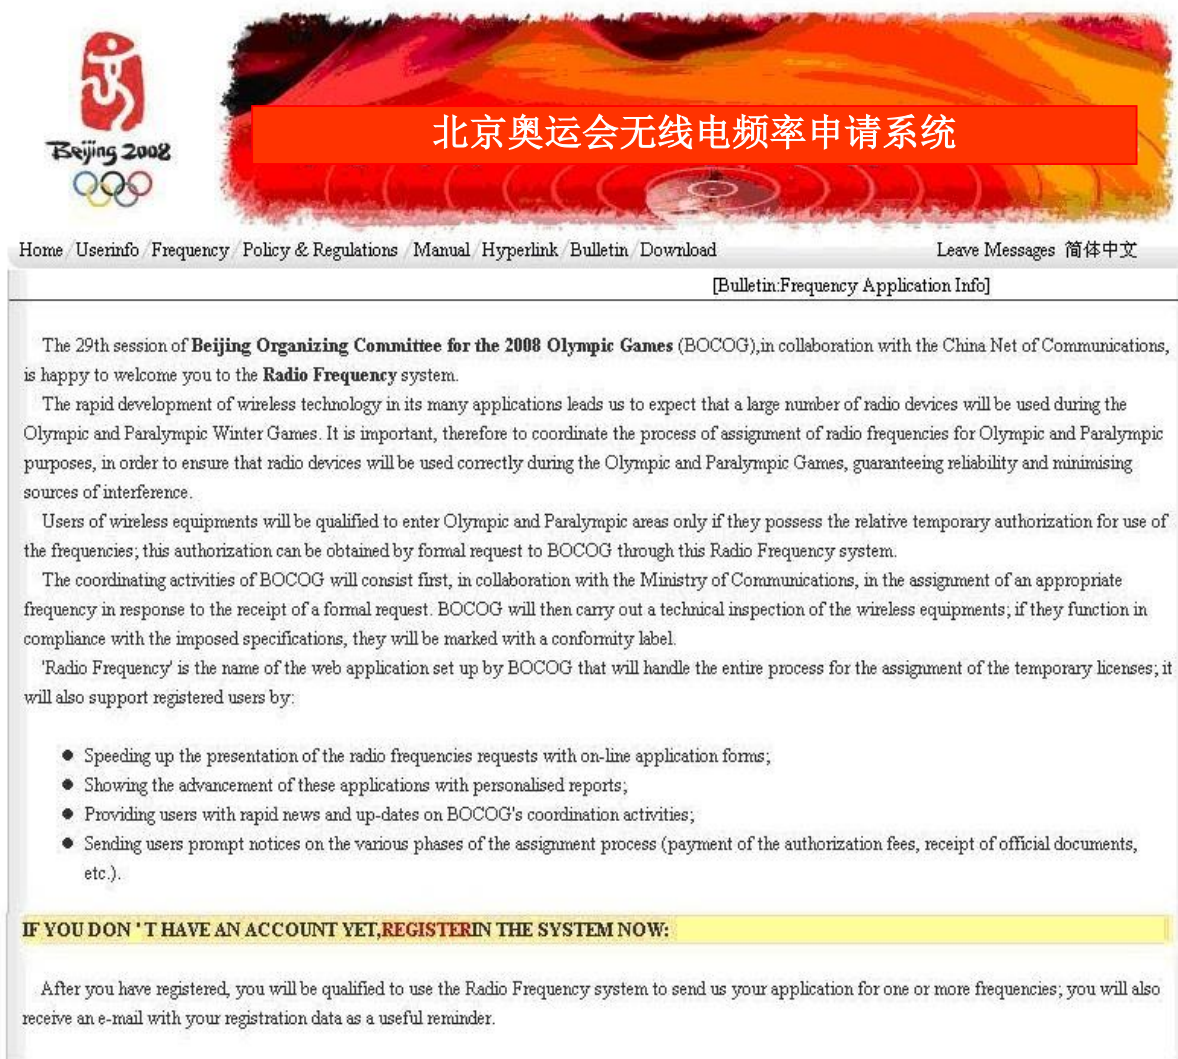 北京奥运会无线电频率申请系统
Beijing 2008
Home / Userinfo / Frequency / Policy & Regulations / Manual / Hyperlink / Bulletin / Download Leave Messages 简体中文
[Bulletin:Frequency Application Info]
The 29th session of Beijing Organizing Committee for the 2008 Olympic Games (BOCOG),in collaboration with the China Net of Communications,
is happy to welcome you to the Radio Frequency system.
The rapid development of wireless technology in its many applications leads us to expect that a large number of radio devices will be used during the
Olympic and Paralympic Winter Games. It is important, therefore to coordinate the process of assignment of radio frequencies for Olympic and Paralympic
purposes, in order to ensure that radio devices will be used correctly during the Olympic and Paralympic Games, guaranteeing reliability and minimising
sources of interference.
Users of wireless equipments will be qualified to enter Olympic and Paralympic areas only if they possess the relative temporary authorization for use of
the frequencies; this authorization can be obtained by formal request to BOCOG through this Radio Frequency system.
The coordinating activities of BOCOG will consist first, in collaboration with the Ministry of Communications, in the assignment of an appropriate
frequency in response to the receipt of a formal request. BOCOG will then carry out a technical inspection of the wireless equipments; if they function in
compliance with the imposed specifications, they will be marked with a conformity label.
'Radio Frequency' is the name of the web application set up by BOCOG that will handle the entire process for the assignment of the temporary licenses; it
will also support registered users by:
● Speeding up the presentation of the radio frequencies requests with on-line application forms;
● Showing the advancement of these applications with personalised reports;
● Providing users with rapid news and up-dates on BOCOG's coordination activities;
● Sending users prompt notices on the various phases of the assignment process (payment of the authorization fees, receipt of official documents,
etc.).
IF YOU DON ' T HAVE AN ACCOUNT YET,REGISTERIN THE SYSTEM NOW:
After you have registered, you will be qualified to use the Radio Frequency system to send us your application for one or more frequencies; you will also
receive an e-mail with your registration data as a useful reminder.